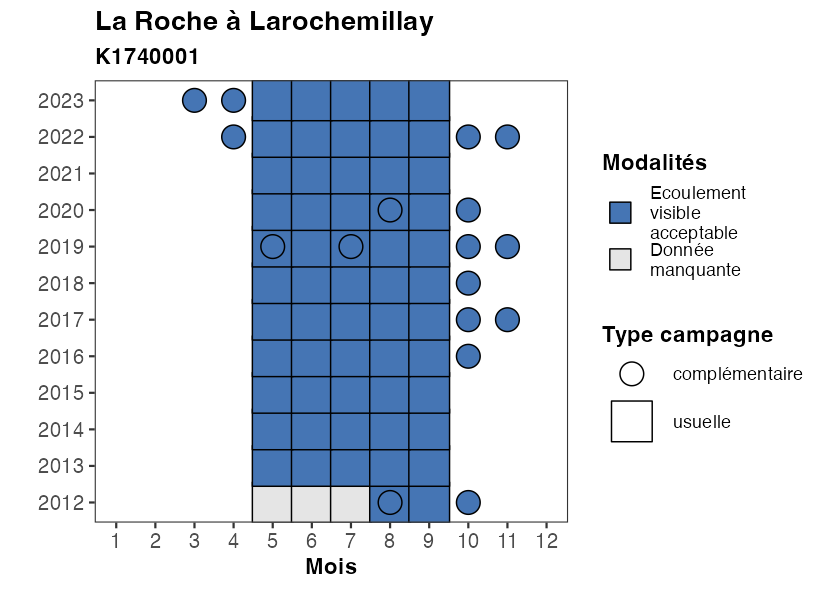 La Roche à Larochemillay
K1740001
2023
2022
2021
2020
2019
2018
2017
2016
2015
2014
2013
2012
1 2 3 4 5 6 7 8 9 10 11 12
Mois
Modalités
Ecoulement
visible
acceptable
Donnée
manquante
Type campagne
complémentaire
usuelle